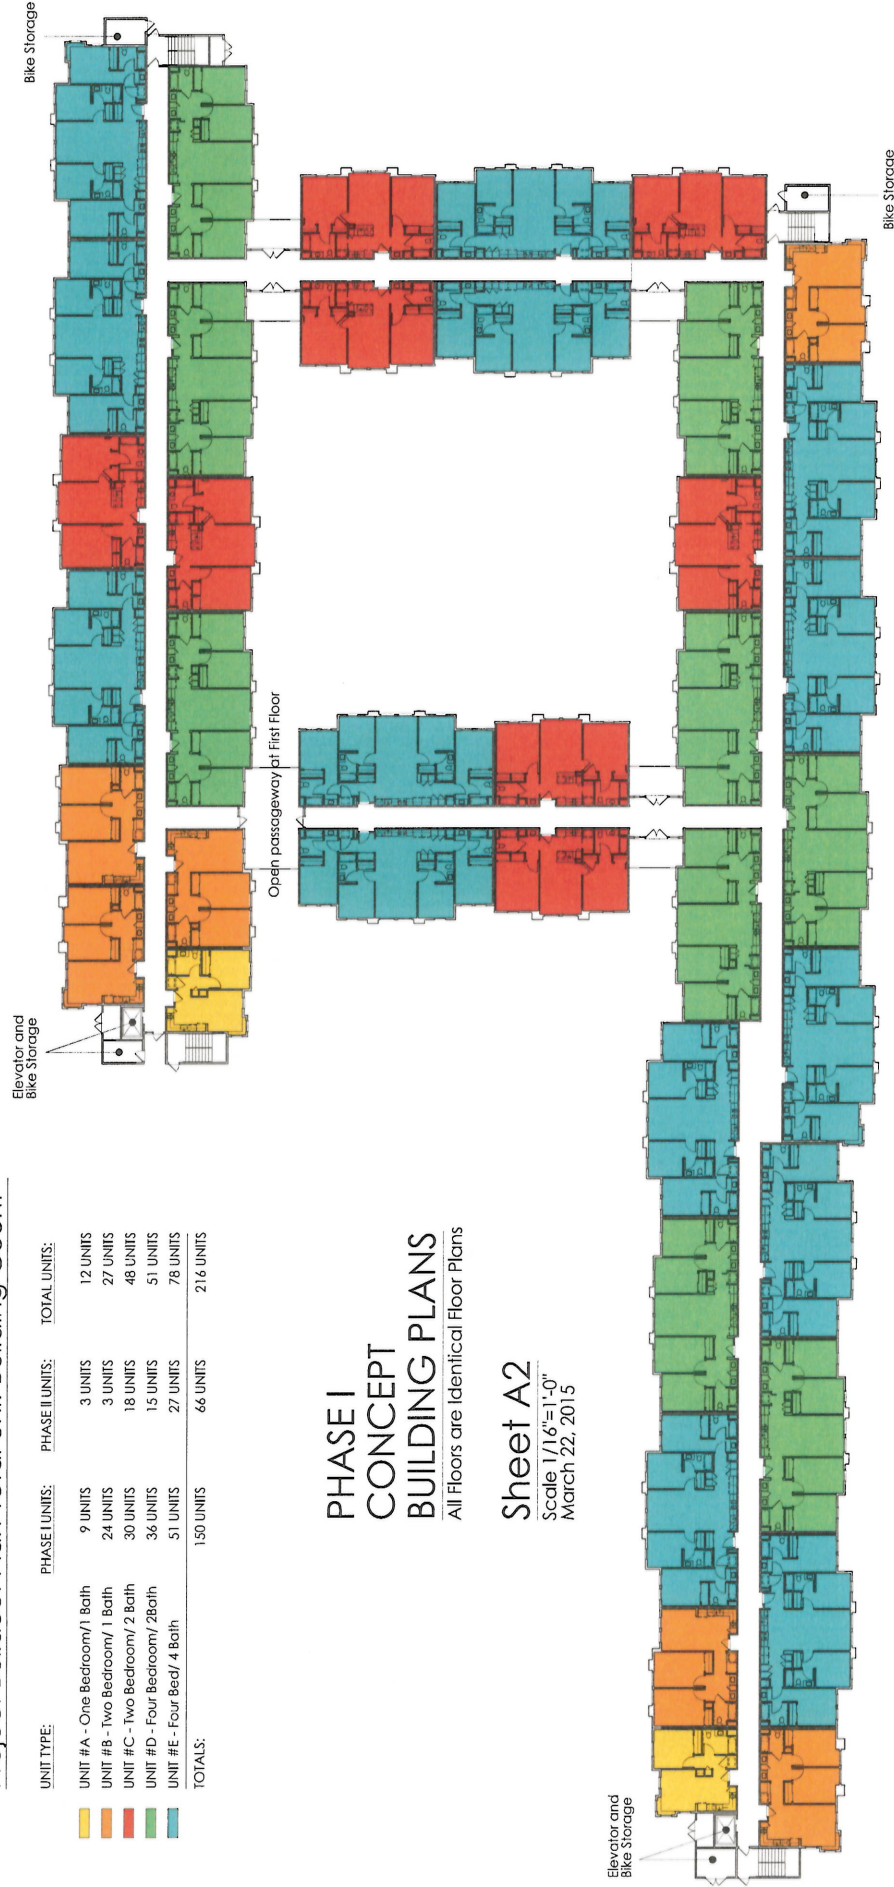 UNIT TYPE: PHASE I UNITS: PHASE II UNITS: TOTAL UNITS:
UNIT #A - One Bedroom/1 Bath 9 UNITS 3 UNITS 12 UNITS
UNIT #B - Two Bedroom/ 1 Bath 24 UNITS 3 UNITS 27 UNITS
UNIT #C - Two Bedroom/ 2 Bath 30 UNITS 18 UNITS 48 UNITS
UNIT #D - Four Bedroom/ 2Bath 36 UNITS 15 UNITS 51 UNITS
UNIT #E - Four Bed/ 4 Bath 51 UNITS 27 UNITS 78 UNITS
TOTALS: 150 UNITS 66 UNITS 216 UNITS
PHASE I
CONCEPT
BUILDING PLANS
All Floors are Identical Floor Plans
Sheet A2
Scale 1/16"=1'-0"
March 22, 2015
Elevator and
Bike Storage
Bike Storage
Open passageway at First Floor
Elevator and
Bike Storage
Bike Storage